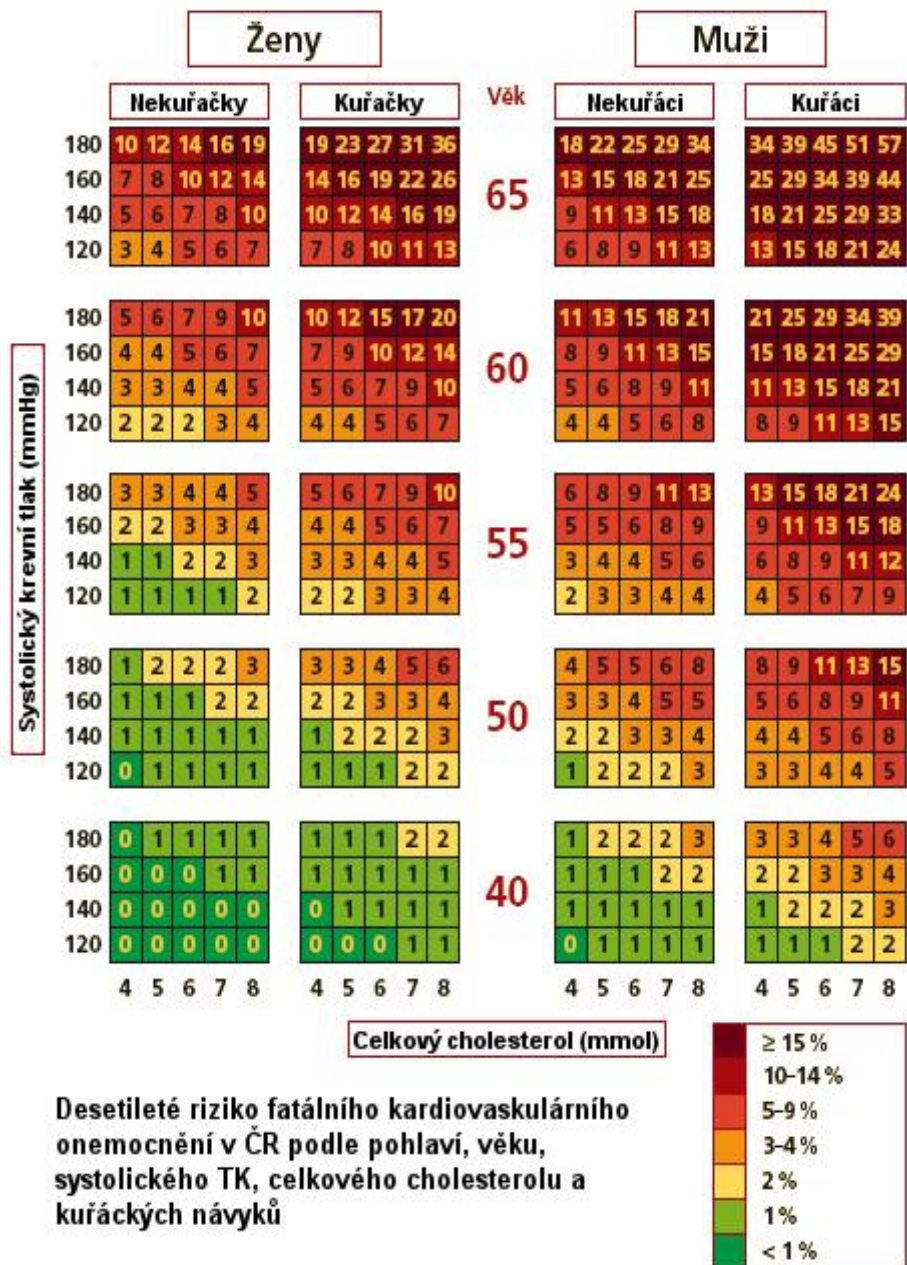 Ženy Muži
Nekuřačky Kuřačky Věk Nekuřáci Kuřáci
180 10 12 14 16 19 19 23 27 31 36 18 22 25 29 34 34 39 45 51 57
160 7 8 10 12 14 14 16 19 22 26 13 15 18 21 25 25 29 34 39 44
65
140 5 6 7 8 10 10 12 14 16 19 9 11 13 15 18 18 21 25 29 33
120 3 4 5 6 7 7 8 10 11 13 6 8 9 11 13 13 15 18 21 24
180 5 6 7 9 10 10 12 15 17 20 11 13 15 18 21 21 25 29 34 39
160 4 4 5 6 7 7 9 10 12 14 8 9 11 13 15 15 18 21 25 29
60
140 3 3 4 4 5 5 6 7 9 10 5 6 8 9 11 11 13 15 18 21
120 2 2 2 3 4 4 4 5 6 7 4 4 5 6 8 8 9 11 13 15
Systolický krevní tlak (mmHg)
180 3 3 4 4 5 5 6 7 9 10 6 8 9 11 13 13 15 18 21 24
160 2 2 3 3 4 4 4 5 6 7 5 5 6 8 9 9 11 13 15 18
55
140 1 1 2 2 3 3 3 4 4 5 3 4 4 5 6 6 8 9 11 12
120 1 1 1 1 2 2 2 3 3 4 2 3 3 4 4 4 5 6 7 9
180 1 2 2 2 3 3 3 4 5 6 4 5 5 6 8 8 9 11 13 15
160 1 1 1 2 2 2 2 3 3 4 3 3 4 5 5 5 6 8 9 11
50
140 1 1 1 1 1 1 2 2 2 3 2 2 3 3 4 4 4 5 6 8
120 0 1 1 1 1 1 1 1 2 2 1 2 2 2 3 3 3 4 4 5
180 0 1 1 1 1 1 1 1 2 2 1 2 2 2 3 3 3 4 5 6
160 0 0 0 1 1 1 1 1 1 1 1 1 1 2 2 2 2 3 3 4
40
140 0 0 0 0 0 0 1 1 1 1 1 1 1 1 1 1 2 2 2 3
120 0 0 0 0 0 0 0 0 1 1 0 1 1 1 1 1 1 1 2 2
4 5 6 7 8 4 5 6 7 8 4 5 6 7 8 4 5 6 7 8
Celkový cholesterol (mmol)
≥ 15 %
10–14 %
5–9 %
3–4 %
2 %
1 %
< 1 %
Desetileté riziko fatálního kardiovaskulárního
onemocnění v ČR podle pohlaví, věku,
systolického TK, celkového cholesterolu a
kuřáckých návyků